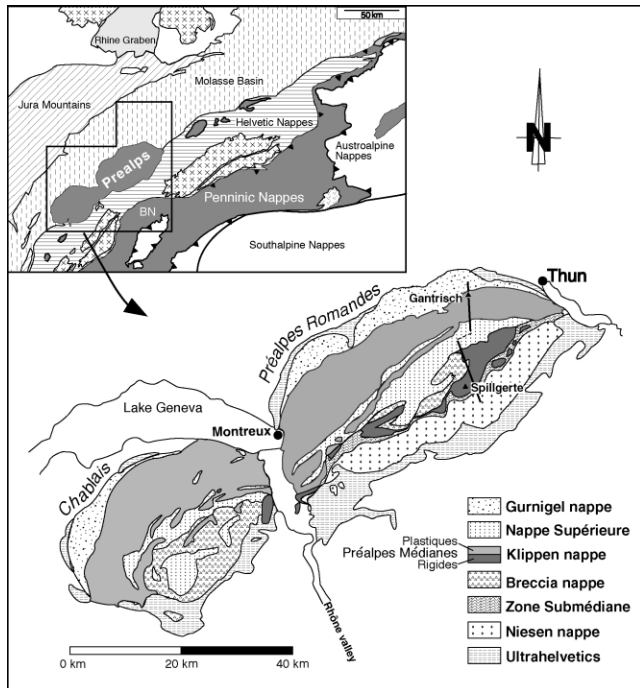 50 km
Rhine Graben
Molasse Basin
Jura Mountains
Helvetic Nappes
Austroalpine
Nappes
Prealps
Penninic Nappes
BN
Southalpine Nappes
N
Thun
Gantrisch
Préalpes Romandes
Spillgerte
Lake Geneva
Montreux
Chablais
Rhône valley
Gurnigel nappe
Nappe Supérieure
Plastiques
Préalpes Médianes
Klippen nappe
Rigides
Breccia nappe
Zone Submédiane
Niesen nappe
Ultrahelvetics
0 km
20 km
40 km